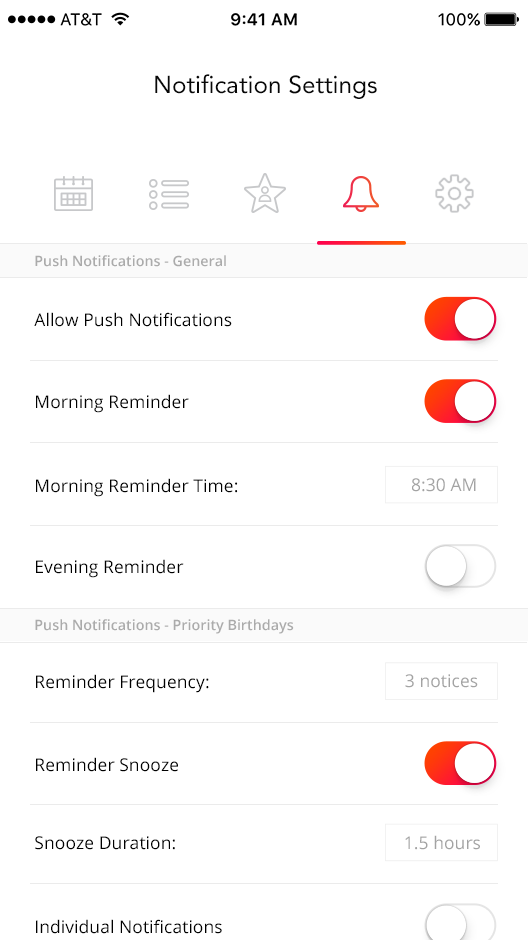 AT&T 9:41 AM 100%
Notification Settings
Push Notifications - General
Allow Push Notifications
Morning Reminder
Morning Reminder Time: 8:30 AM
Evening Reminder
Push Notifications - Priority Birthdays
Reminder Frequency: 3 notices
Reminder Snooze
Snooze Duration: 1.5 hours
Individual Notifications